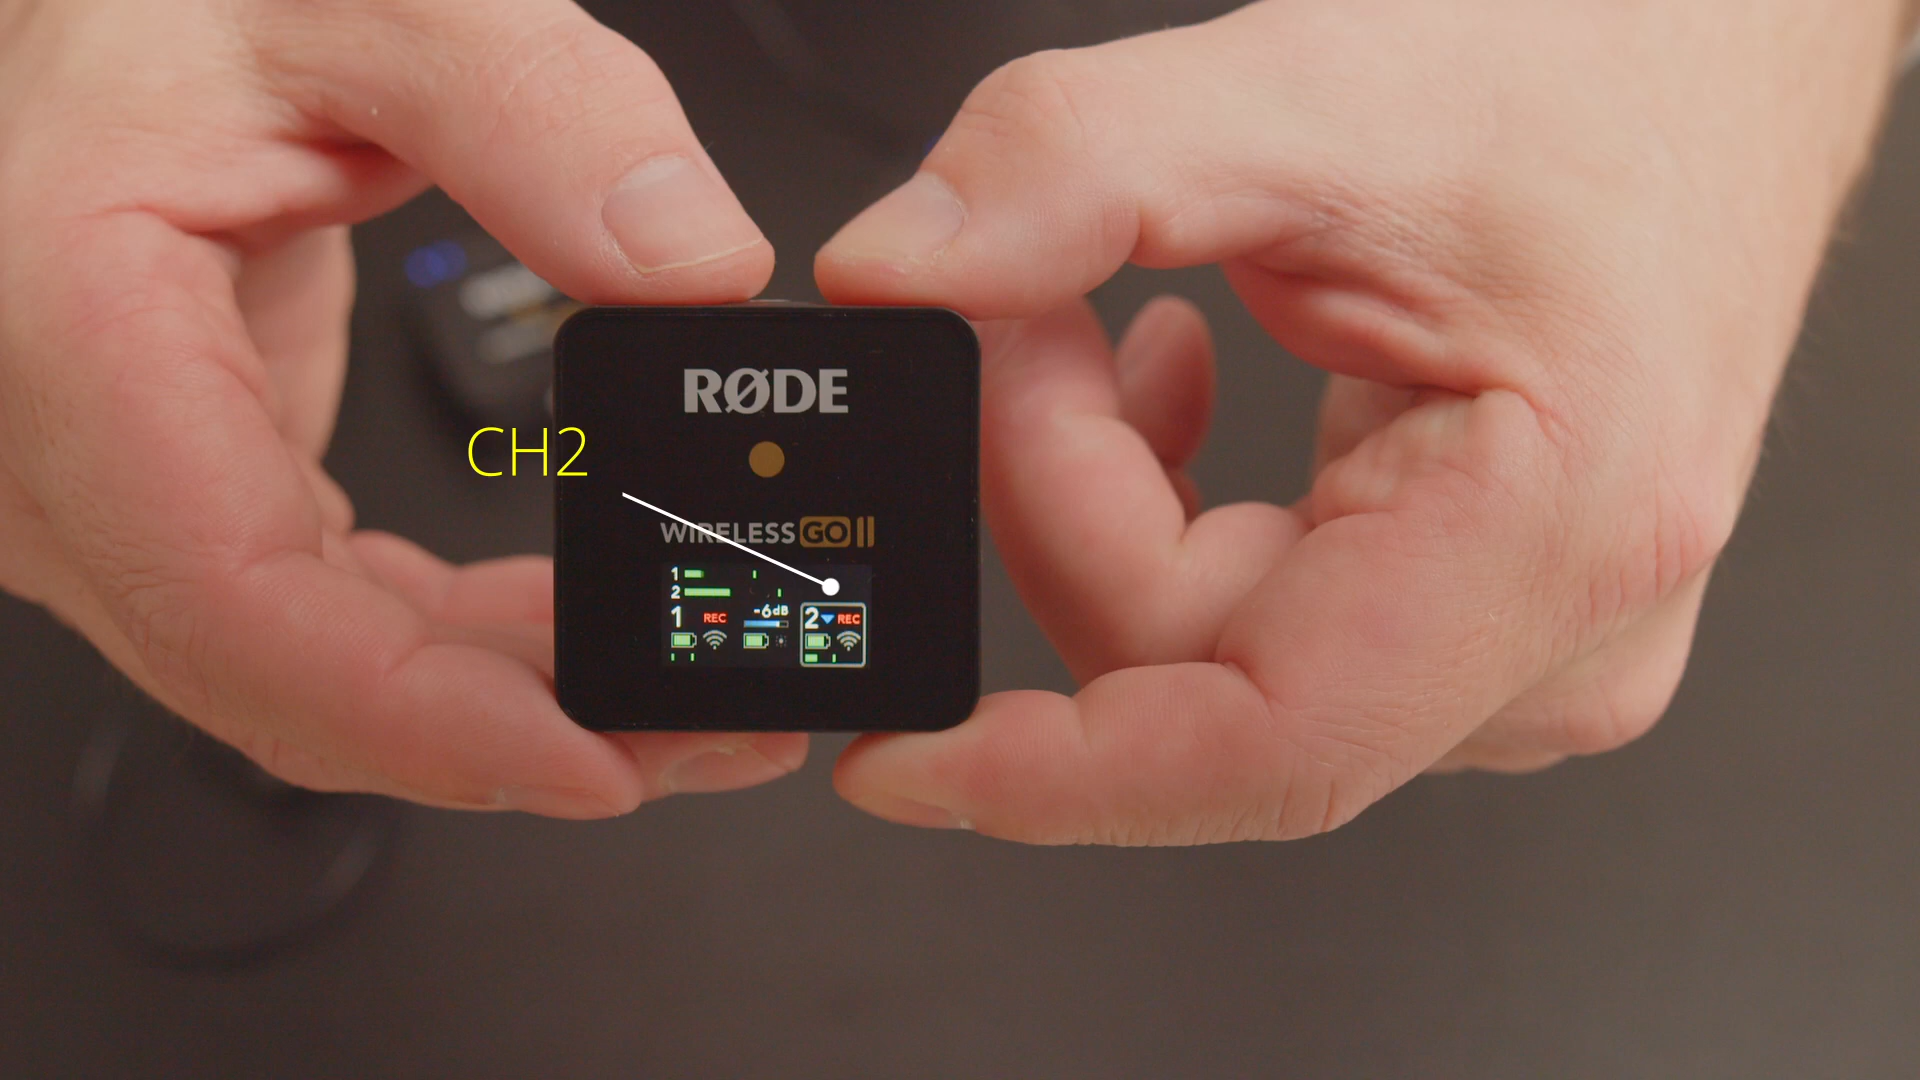 RØDE
CH2
WIRELESS GO II
1
2
1 REC -6dB 2 REC